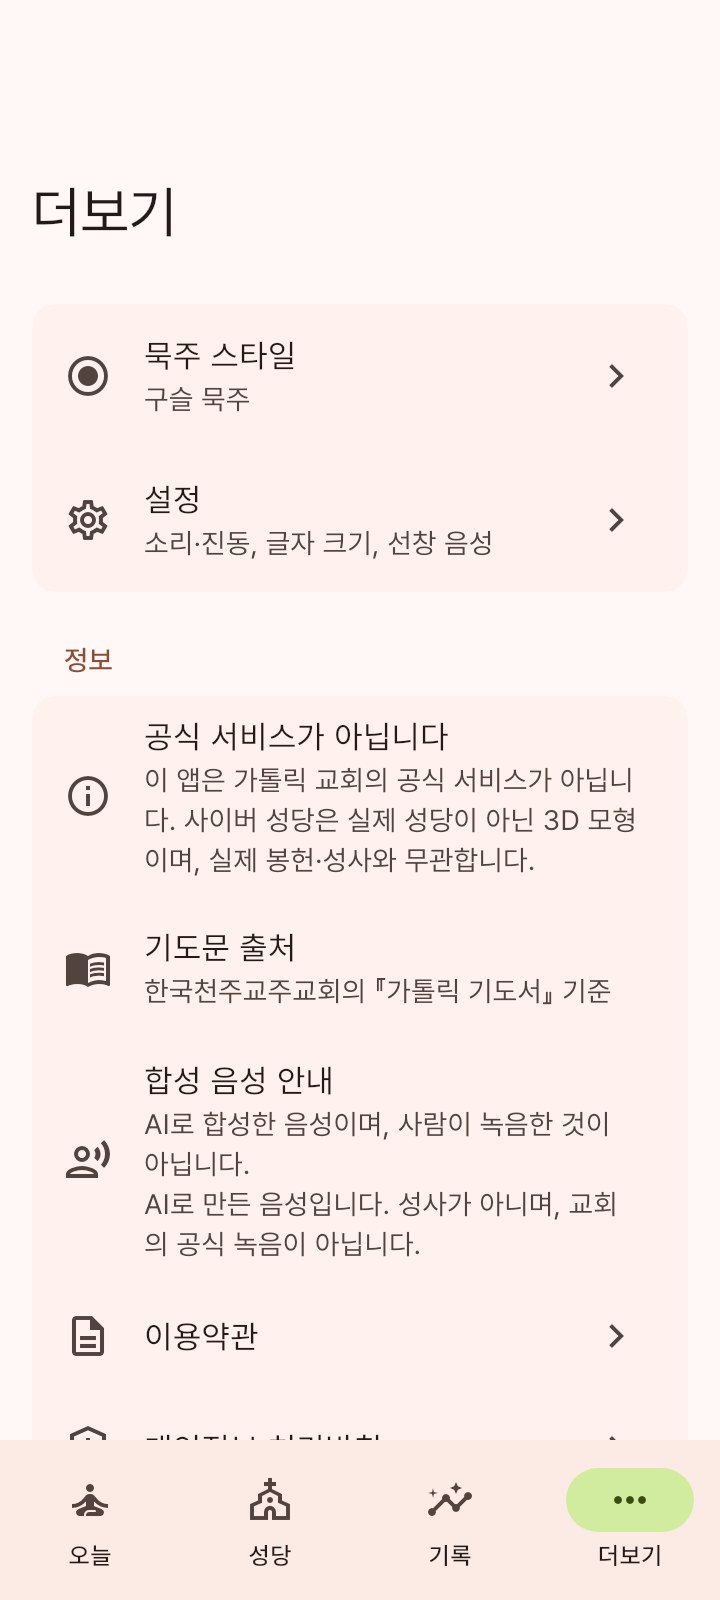 더보기
묵주 스타일
구슬 묵주
설정
소리·진동, 글자 크기, 선창 음성
정보
공식 서비스가 아닙니다
이 앱은 가톨릭 교회의 공식 서비스가 아닙니
다. 사이버 성당은 실제 성당이 아닌 3D 모형
이며, 실제 봉헌·성사와 무관합니다.
기도문 출처
한국천주교주교회의 『가톨릭 기도서』 기준
합성 음성 안내
AI로 합성한 음성이며, 사람이 녹음한 것이
아닙니다.
AI로 만든 음성입니다. 성사가 아니며, 교회
의 공식 녹음이 아닙니다.
이용약관
오늘
성당
기록
더보기